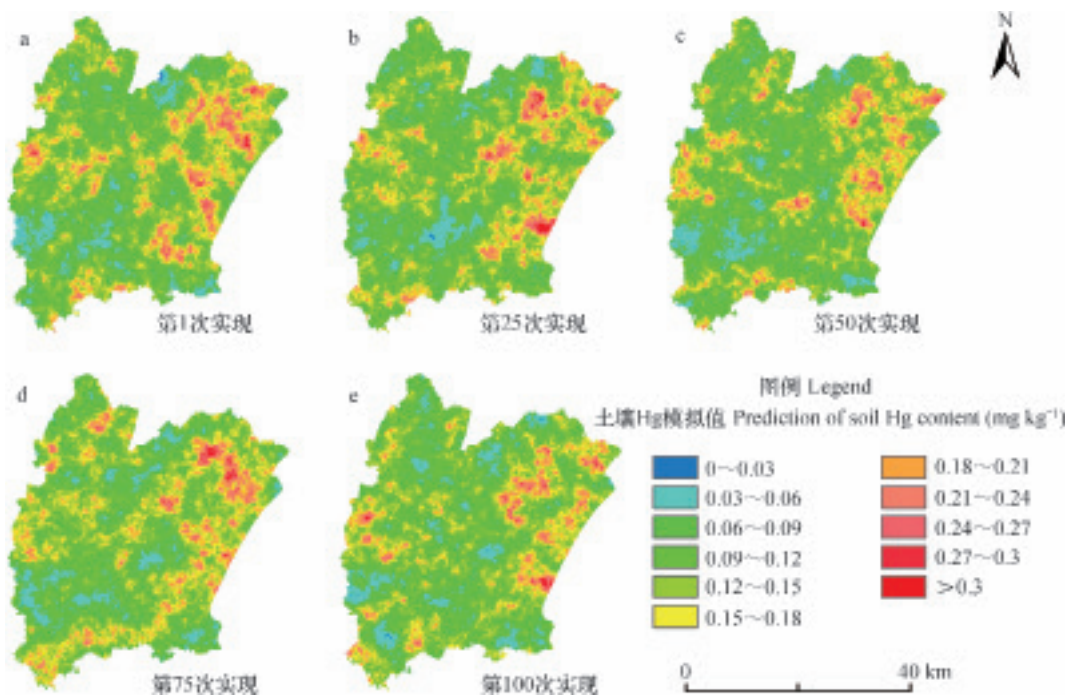 a
b
c
N
第1次实现
第25次实现
第50次实现
d
e
图例 Legend
土壤Hg模拟值 Prediction of soil Hg content (mg kg⁻¹)
0～0.03
0.03～0.06
0.06～0.09
0.09～0.12
0.12～0.15
0.15～0.18
0.18～0.21
0.21～0.24
0.24～0.27
0.27～0.3
＞0.3
第75次实现
第100次实现
0 40 km